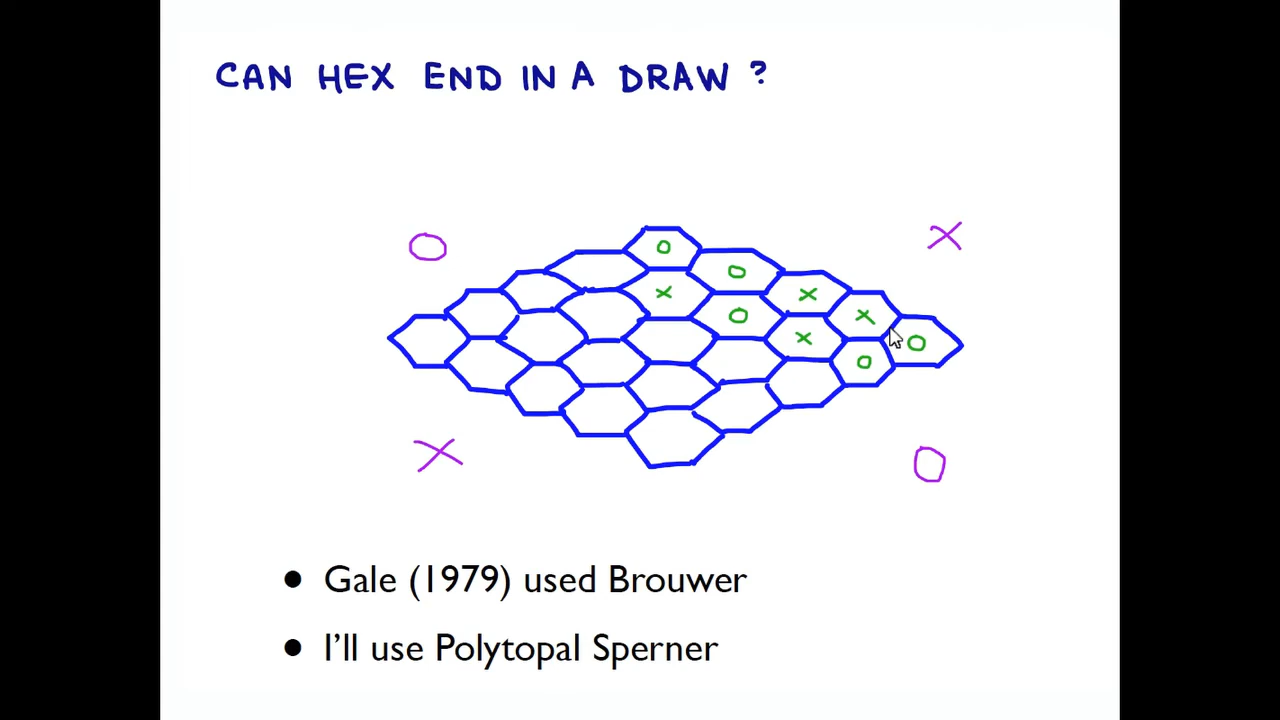 CAN HEX END IN A DRAW ?
O X
O
O
X X
O X
X O
O
X O
• Gale (1979) used Brouwer
• I'll use Polytopal Sperner